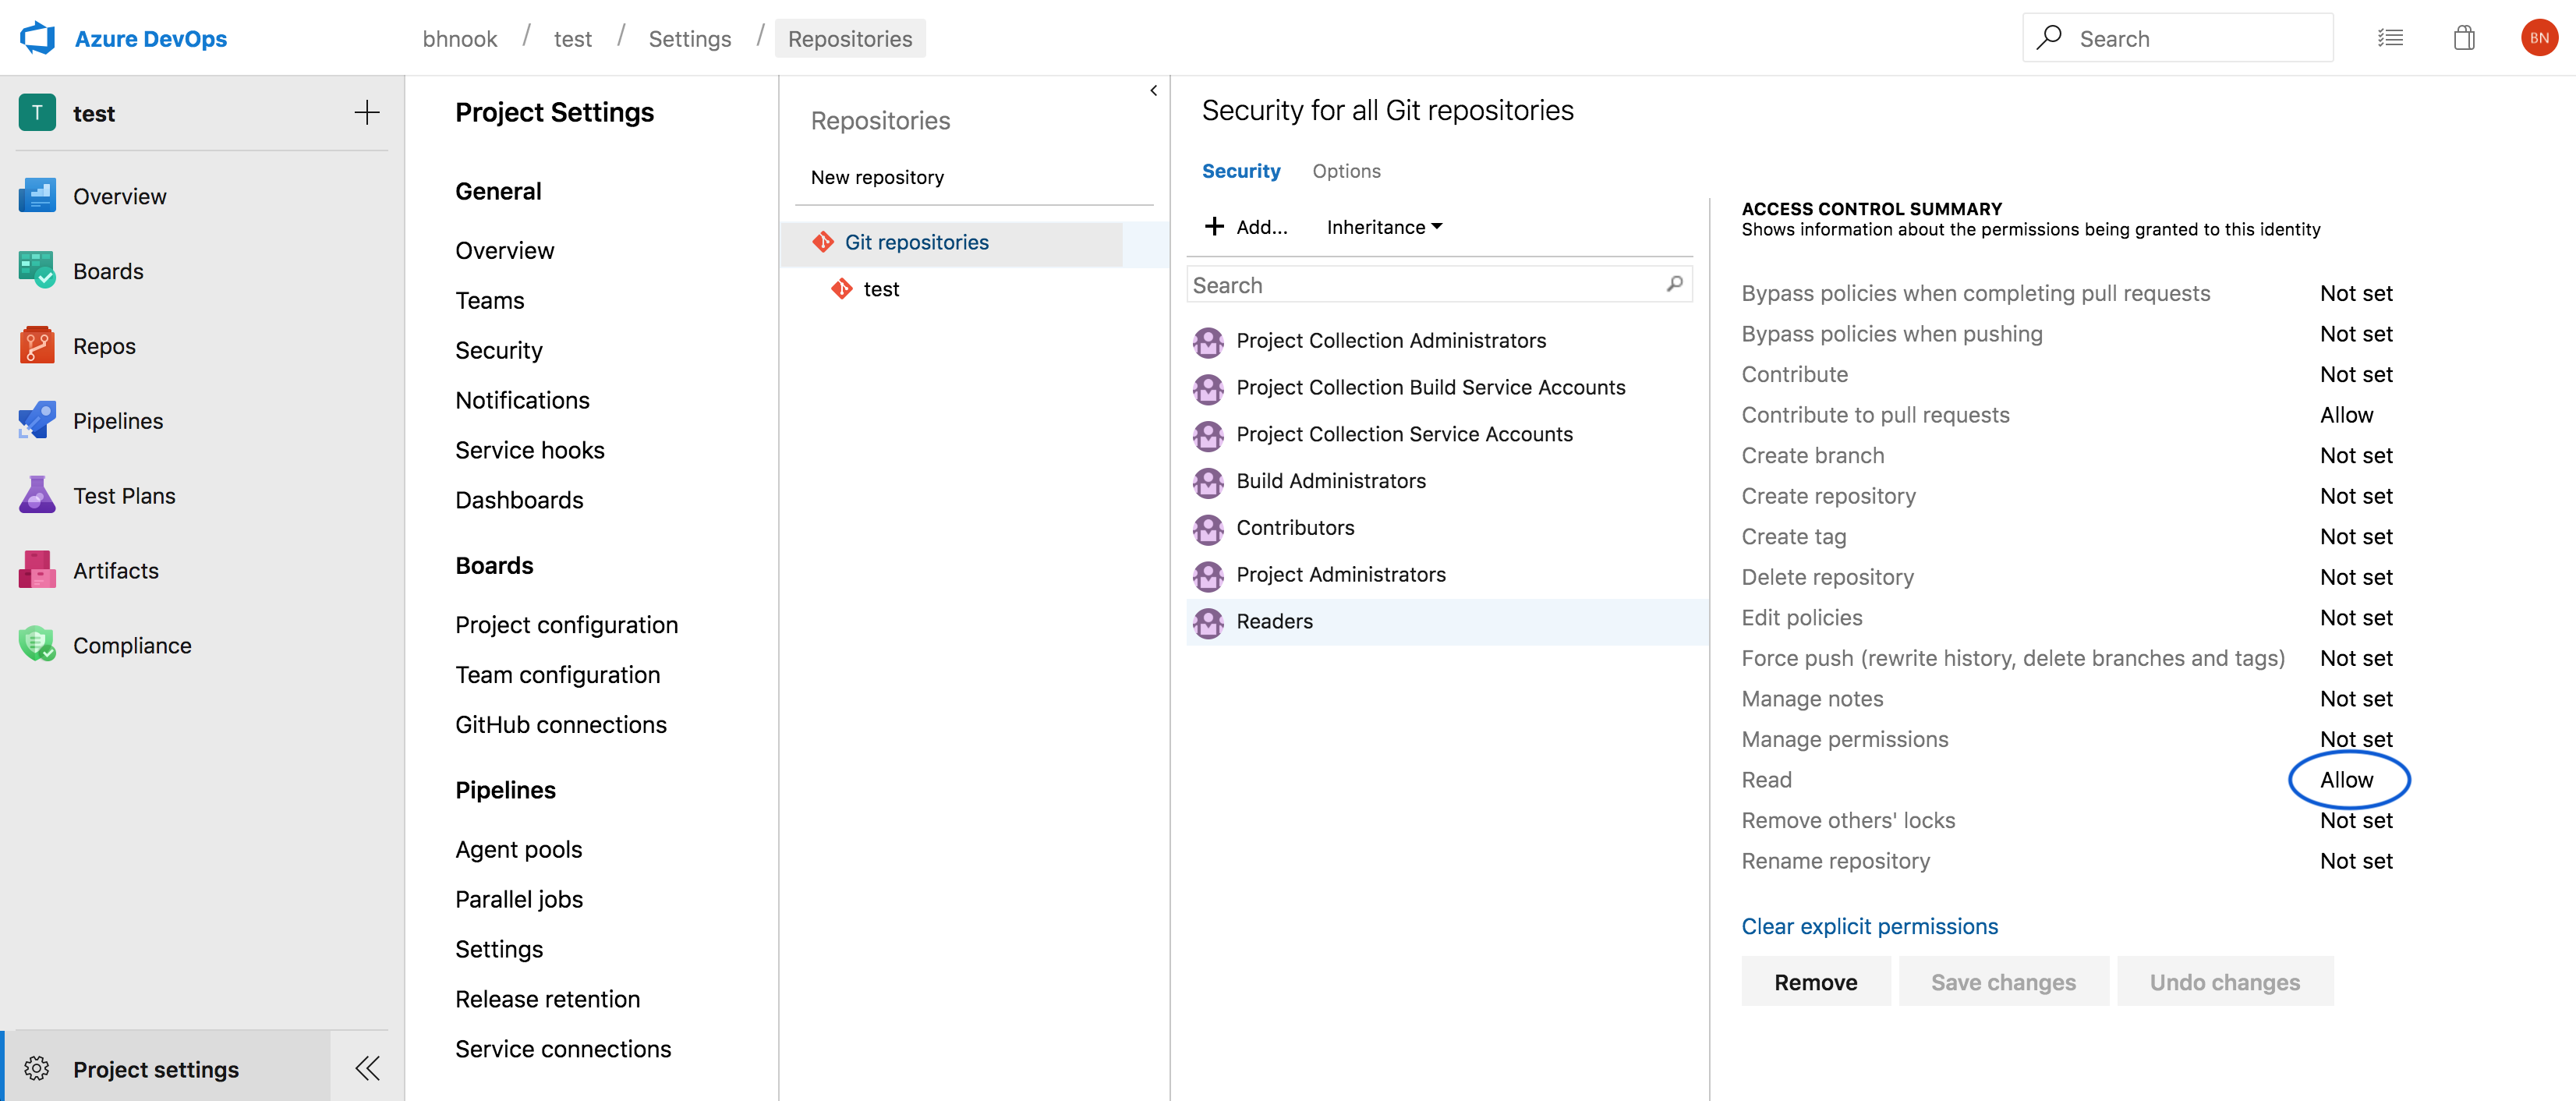 Azure DevOps
bhnook / test / Settings / Repositories
Search
BN
T test
Overview
Boards
Repos
Pipelines
Test Plans
Artifacts
Compliance
Project settings
Project Settings
General
Overview
Teams
Security
Notifications
Service hooks
Dashboards
Boards
Project configuration
Team configuration
GitHub connections
Pipelines
Agent pools
Parallel jobs
Settings
Release retention
Service connections
Repositories
New repository
Git repositories
test
Security for all Git repositories
Security Options
Add... Inheritance
Search
Project Collection Administrators
Project Collection Build Service Accounts
Project Collection Service Accounts
Build Administrators
Contributors
Project Administrators
Readers
ACCESS CONTROL SUMMARY
Shows information about the permissions being granted to this identity
Bypass policies when completing pull requests Not set
Bypass policies when pushing Not set
Contribute Not set
Contribute to pull requests Allow
Create branch Not set
Create repository Not set
Create tag Not set
Delete repository Not set
Edit policies Not set
Force push (rewrite history, delete branches and tags) Not set
Manage notes Not set
Manage permissions Not set
Read Allow
Remove others' locks Not set
Rename repository Not set
Clear explicit permissions
Remove Save changes Undo changes